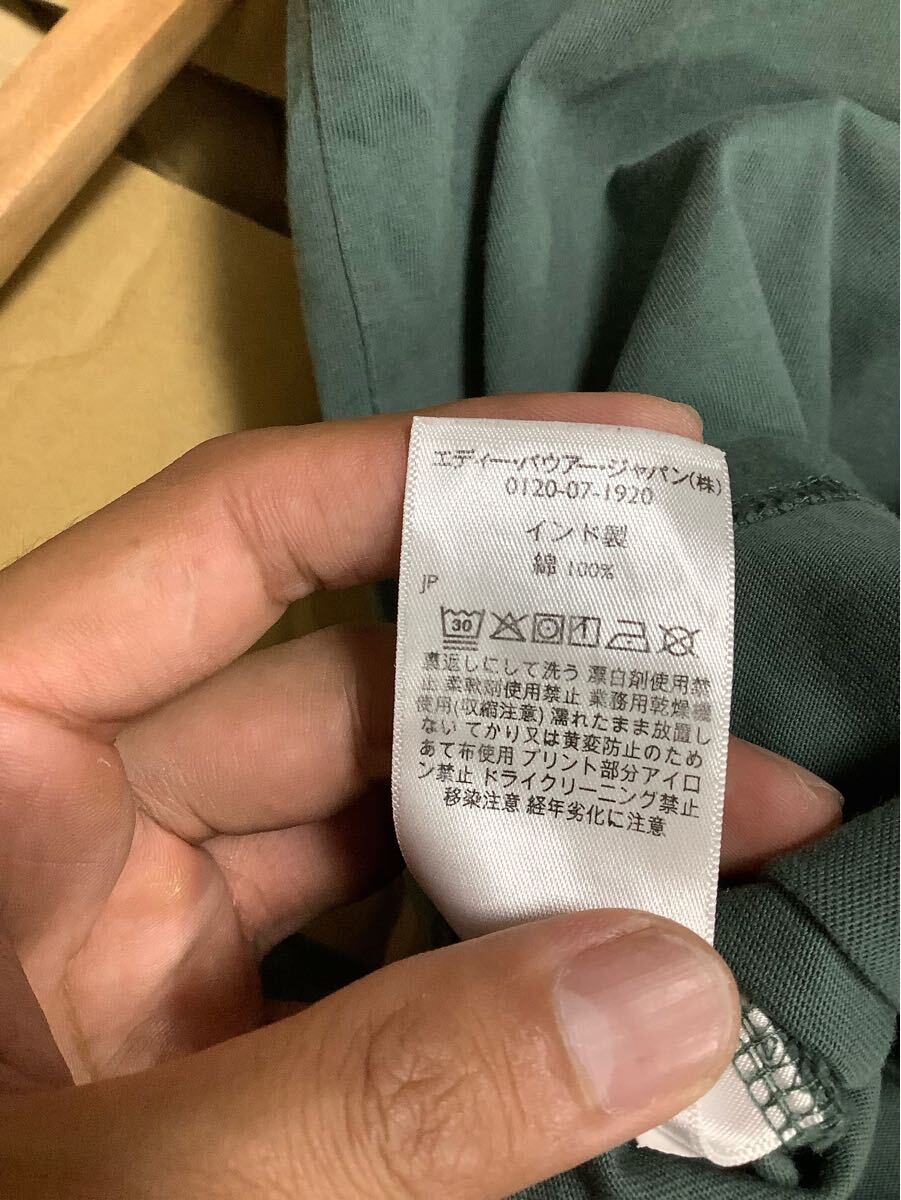 エディー・バウアー・ジャパン(株)
0120-07-1920
インド製
綿 100%
JP
30
裏返しにして洗う 漂白剤使用禁
止 柔軟剤使用禁止 業務用乾燥機
使用(収縮注意) 濡れたまま放置し
ない てかり又は黄変防止のため
あて布使用 プリント部分アイロ
ン禁止 ドライクリーニング禁止
移染注意 経年劣化に注意